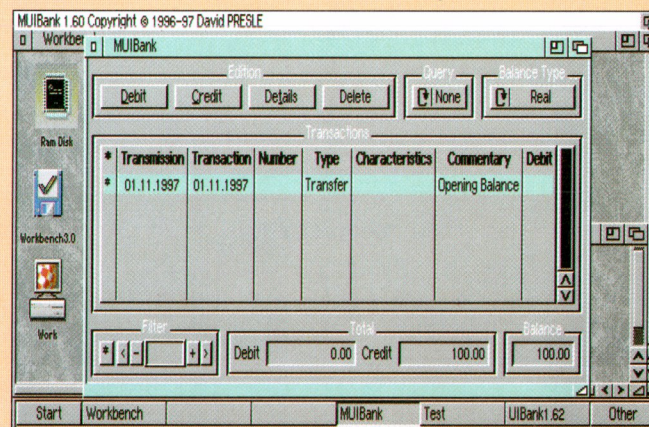 MUIBank 1.60 Copyright © 1996-97 David PRESLE
Workben
MUIBank
Edition
Query
Balance Type
Debit
Credit
Details
Delete
None
Real
Transactions
* Transmission Transaction Number Type Characteristics Commentary Debit
* 01.11.1997 01.11.1997 Transfer Opening Balance
Ram Disk
Workbench3.0
Work
Filter
Total
Balance
* < - + >
Debit 0.00 Credit 100.00
100.00
Start Workbench MUIBank Test UIBank1.62 Other